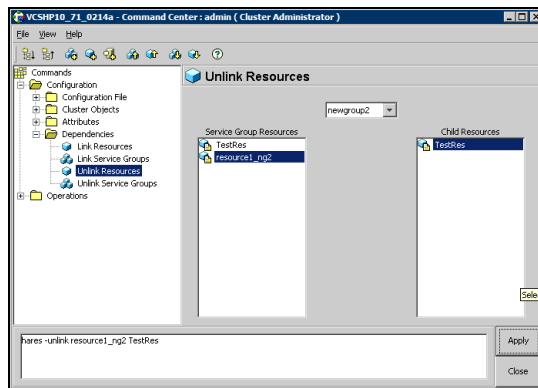 VCSHP10_71_0214a - Command Center : admin ( Cluster Administrator )
File View Help
Commands
Configuration
Configuration File
Cluster Objects
Attributes
Dependencies
Link Resources
Link Service Groups
Unlink Resources
Unlink Service Groups
Operations
Unlink Resources
newgroup2
Service Group Resources
TestRes
resource1_ng2
Child Resources
TestRes
Sele
hares -unlink resource1_ng2 TestRes
Apply
Close